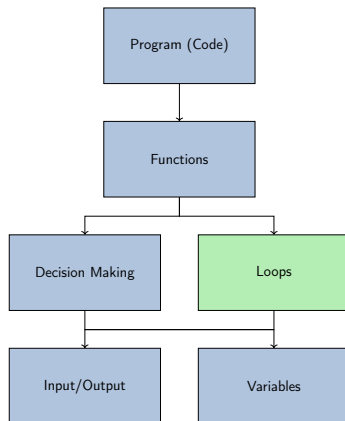 Program (Code)
Functions
Decision Making
Loops
Input/Output
Variables